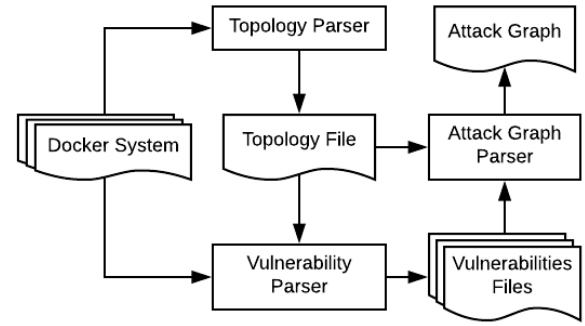 Topology Parser
Attack Graph
Docker System
Topology File
Attack Graph
Parser
Vulnerability
Parser
Vulnerabilities
Files